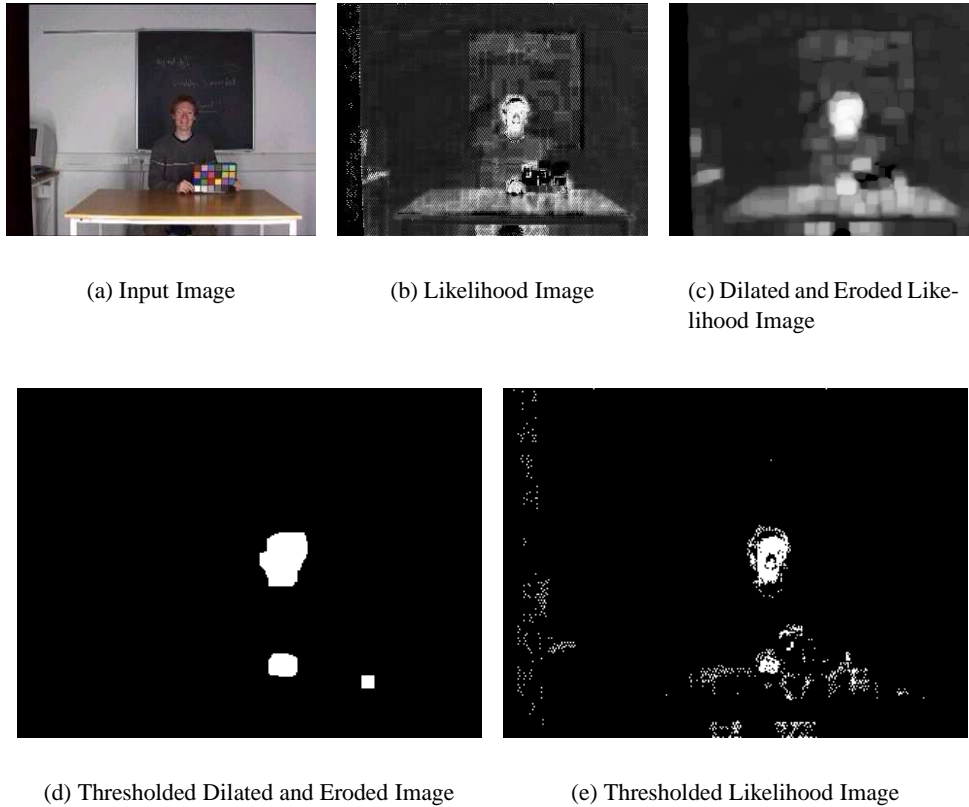 (a) Input Image
(b) Likelihood Image
(c) Dilated and Eroded Like-
lihood Image
(d) Thresholded Dilated and Eroded Image
(e) Thresholded Likelihood Image